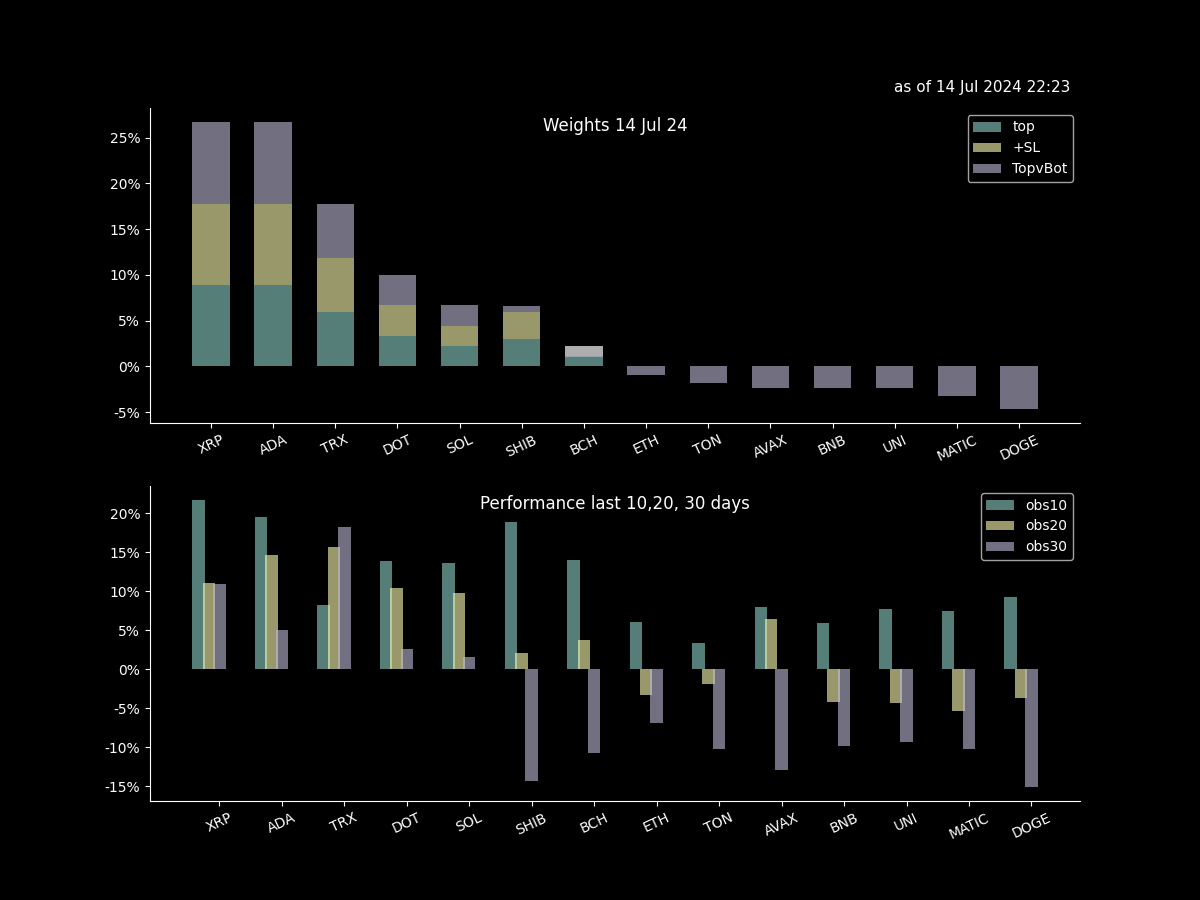 as of 14 Jul 2024 22:23
Weights 14 Jul 24
top
+SL
TopvBot
25%
20%
15%
10%
5%
0%
-5%
XRP ADA TRX DOT SOL SHIB BCH ETH TON AVAX BNB UNI MATIC DOGE
Performance last 10,20, 30 days
obs10
obs20
obs30
20%
15%
10%
5%
0%
-5%
-10%
-15%
XRP ADA TRX DOT SOL SHIB BCH ETH TON AVAX BNB UNI MATIC DOGE